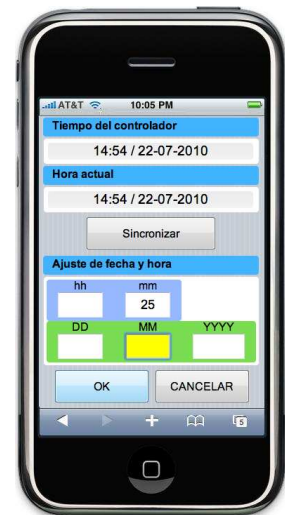 AT&T 10:05 PM
Tiempo del controlador
14:54 / 22-07-2010
Hora actual
14:54 / 22-07-2010
Sincronizar
Ajuste de fecha y hora
hh mm
25
DD MM YYYY
OK CANCELAR
5